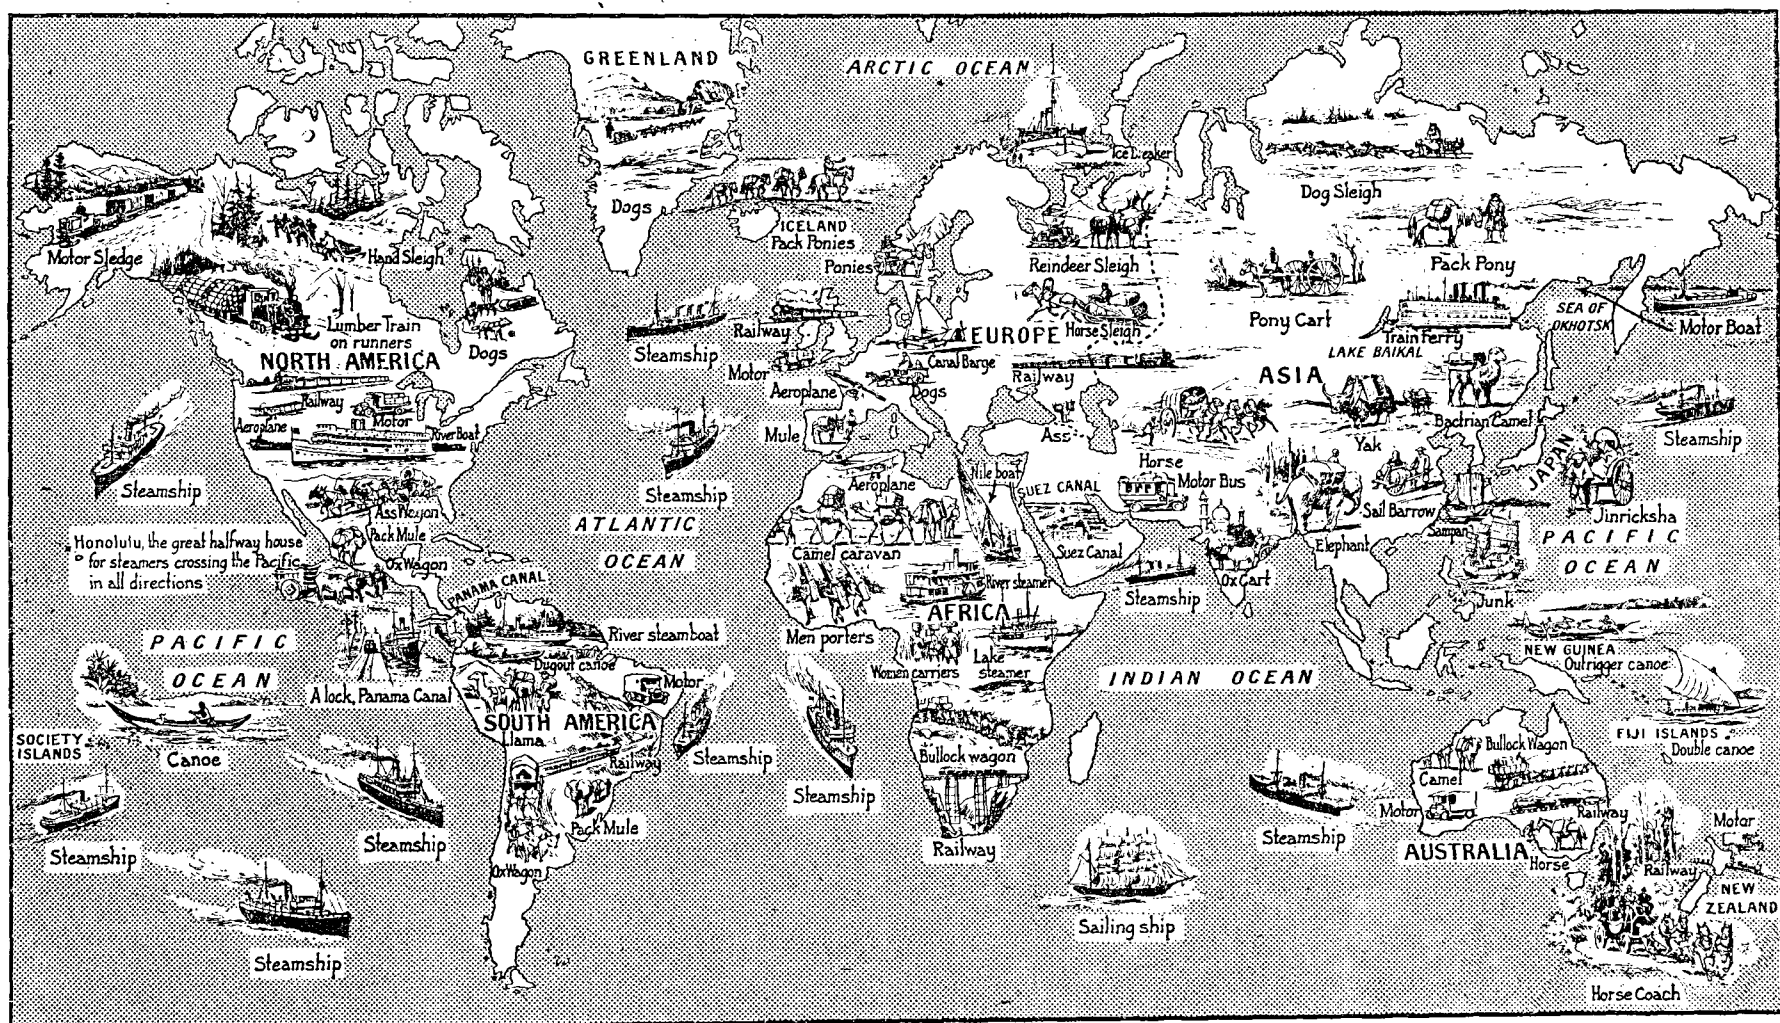 GREENLAND
ARCTIC OCEAN
Ice Breaker
Dog Sleigh
Dogs
ICELAND
Pack Ponies
Ponies
Reindeer Sleigh
Pack Pony
Motor Sledge
Hand Sleigh
Lumber Train
on runners
Dogs
NORTH AMERICA
Steamship
Railway
Motor
Aeroplane
EUROPE
Horse Sleigh
Canal Barge
Dogs
Railway
Pony Cart
Train Ferry
LAKE BAIKAL
SEA OF
OKHOTSK
Motor Boat
ASIA
Railway
Aeroplane
Motor
River Boat
Steamship
Ass Wagon
Pack Mule
Ox Wagon
Honolulu, the great halfway house
for steamers crossing the Pacific
in all directions
Steamship
ATLANTIC
OCEAN
Mule
Ass
Horse
Motor Bus
Yak
Bactrian Camel
Steamship
JAPAN
Jinricksha
Sail Barrow
Sampan
Elephant
Junk
PACIFIC
OCEAN
Aeroplane
Nile boat
SUEZ CANAL
Suez Canal
Camel caravan
River steamer
Steamship
Ox Cart
PANAMA CANAL
PACIFIC
OCEAN
A lock, Panama Canal
River steamboat
Dugout canoe
Motor
Men porters
AFRICA
Women carriers
Lake
steamer
INDIAN OCEAN
NEW GUINEA
Outrigger canoe
FIJI ISLANDS
Double canoe
SOCIETY
ISLANDS
Canoe
SOUTH AMERICA
Llama
Railway
Steamship
Steamship
Bullock wagon
Railway
Steamship
Steamship
Pack Mule
Ox Wagon
Steamship
Sailing ship
Steamship
Bullock Wagon
Camel
Motor
Railway
AUSTRALIA
Horse
Motor
Railway
NEW
ZEALAND
Horse Coach